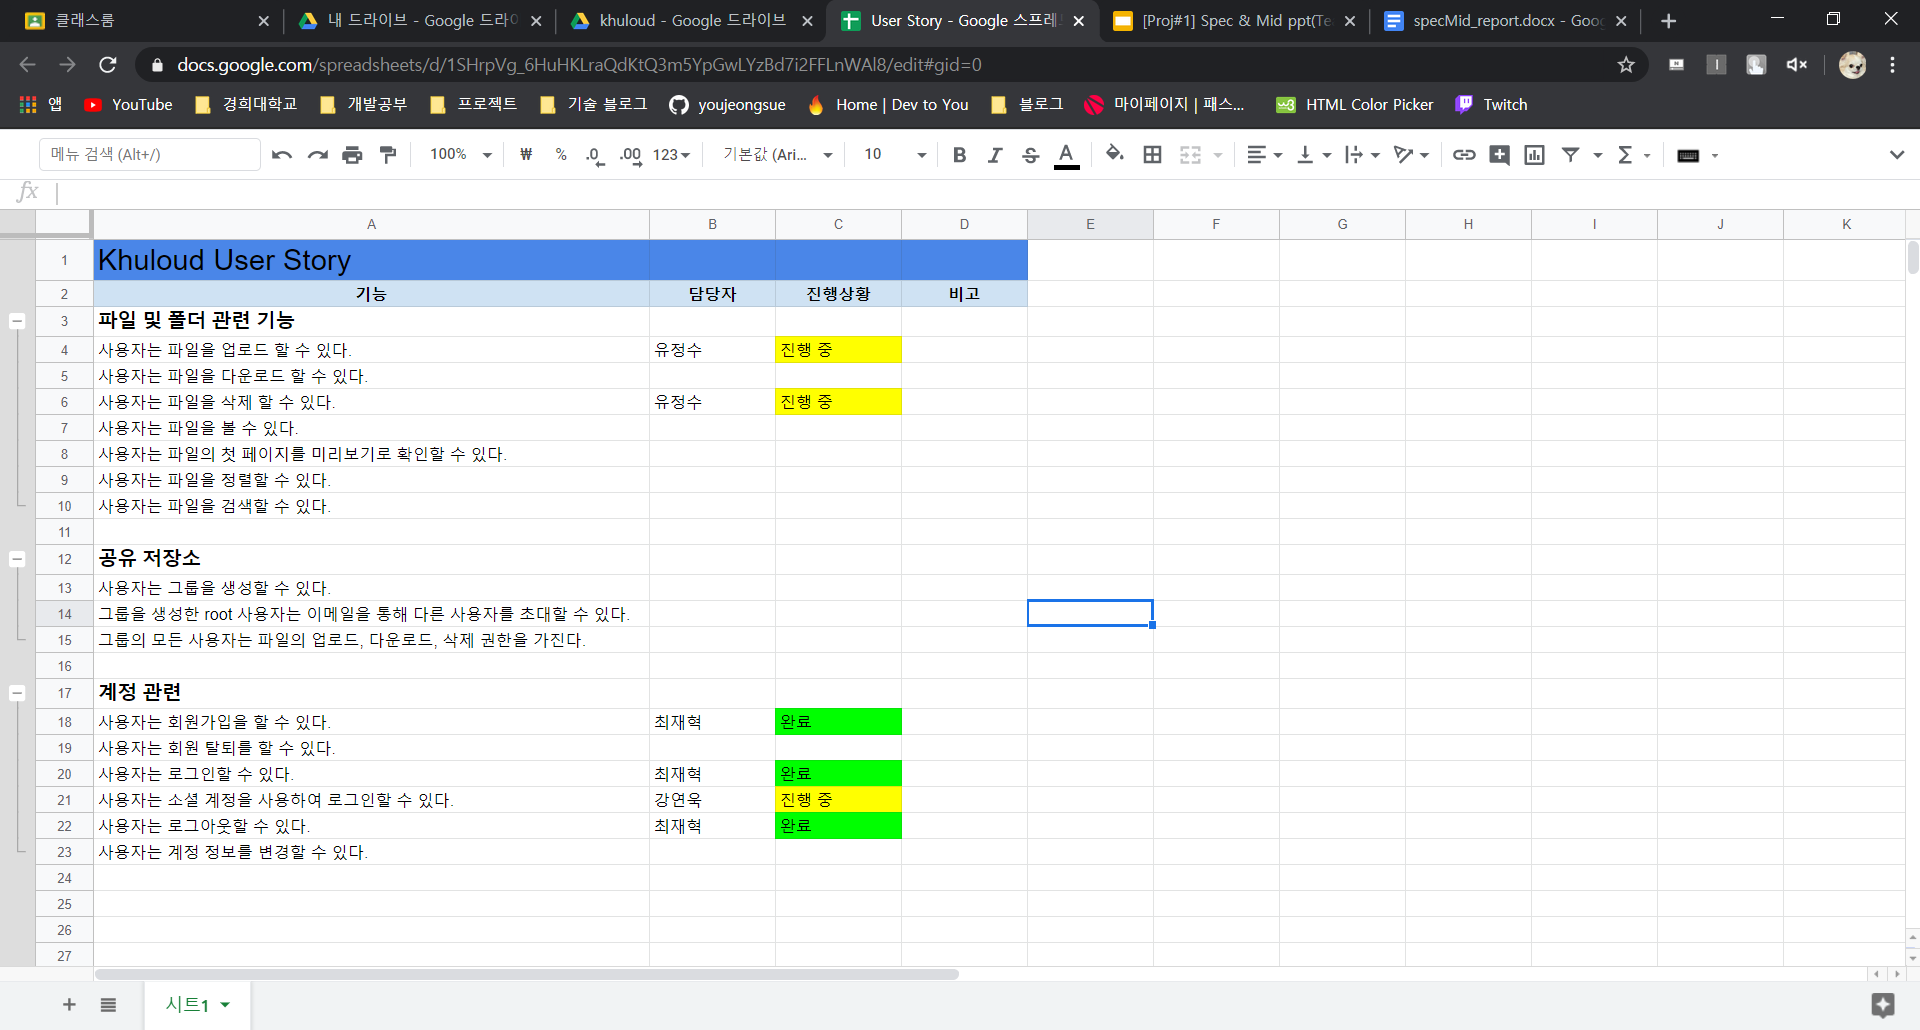 클래스룸
내 드라이브 - Google 드라이
khuloud - Google 드라이브
User Story - Google 스프레
[Proj#1] Spec & Mid ppt(Te
specMid_report.docx - Goo
docs.google.com/spreadsheets/d/1SHrpVg_6HuHKLraQdKtQ3m5YpGwLYzBd7i2FFLnWAl8/edit#gid=0
앱
YouTube
경희대학교
개발공부
프로젝트
기술 블로그
youjeongsue
Home | Dev to You
블로그
마이페이지 | 패스...
HTML Color Picker
Twitch
메뉴 검색 (Alt+/)
100%
₩
%
.0
.00
123
기본값 (Ari...
10
B
I
S
A
Σ
fx
A B C D E F G H I J K
1 Khuloud User Story
2 기능 담당자 진행상황 비고
3 파일 및 폴더 관련 기능
4 사용자는 파일을 업로드 할 수 있다. 유정수 진행 중
5 사용자는 파일을 다운로드 할 수 있다.
6 사용자는 파일을 삭제 할 수 있다. 유정수 진행 중
7 사용자는 파일을 볼 수 있다.
8 사용자는 파일의 첫 페이지를 미리보기로 확인할 수 있다.
9 사용자는 파일을 정렬할 수 있다.
10 사용자는 파일을 검색할 수 있다.
11
12 공유 저장소
13 사용자는 그룹을 생성할 수 있다.
14 그룹을 생성한 root 사용자는 이메일을 통해 다른 사용자를 초대할 수 있다.
15 그룹의 모든 사용자는 파일의 업로드, 다운로드, 삭제 권한을 가진다.
16
17 계정 관련
18 사용자는 회원가입을 할 수 있다. 최재혁 완료
19 사용자는 회원 탈퇴를 할 수 있다.
20 사용자는 로그인할 수 있다. 최재혁 완료
21 사용자는 소셜 계정을 사용하여 로그인할 수 있다. 강연욱 진행 중
22 사용자는 로그아웃할 수 있다. 최재혁 완료
23 사용자는 계정 정보를 변경할 수 있다.
24
25
26
27
시트1